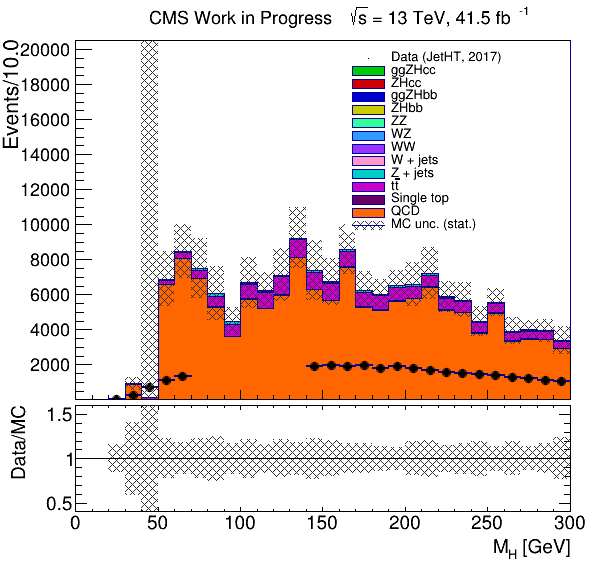 CMS Work in Progress √s = 13 TeV, 41.5 fb⁻¹
Events/10.0
20000
18000
16000
14000
12000
10000
8000
6000
4000
2000
Data (JetHT, 2017)
ggZHcc
ZHcc
ggZHbb
ZHbb
ZZ
WZ
WW
W + jets
Z + jets
tt̅
Single top
QCD
MC unc. (stat.)
Data/MC
1.5
1
0.5
0 50 100 150 200 250 300
M_H [GeV]